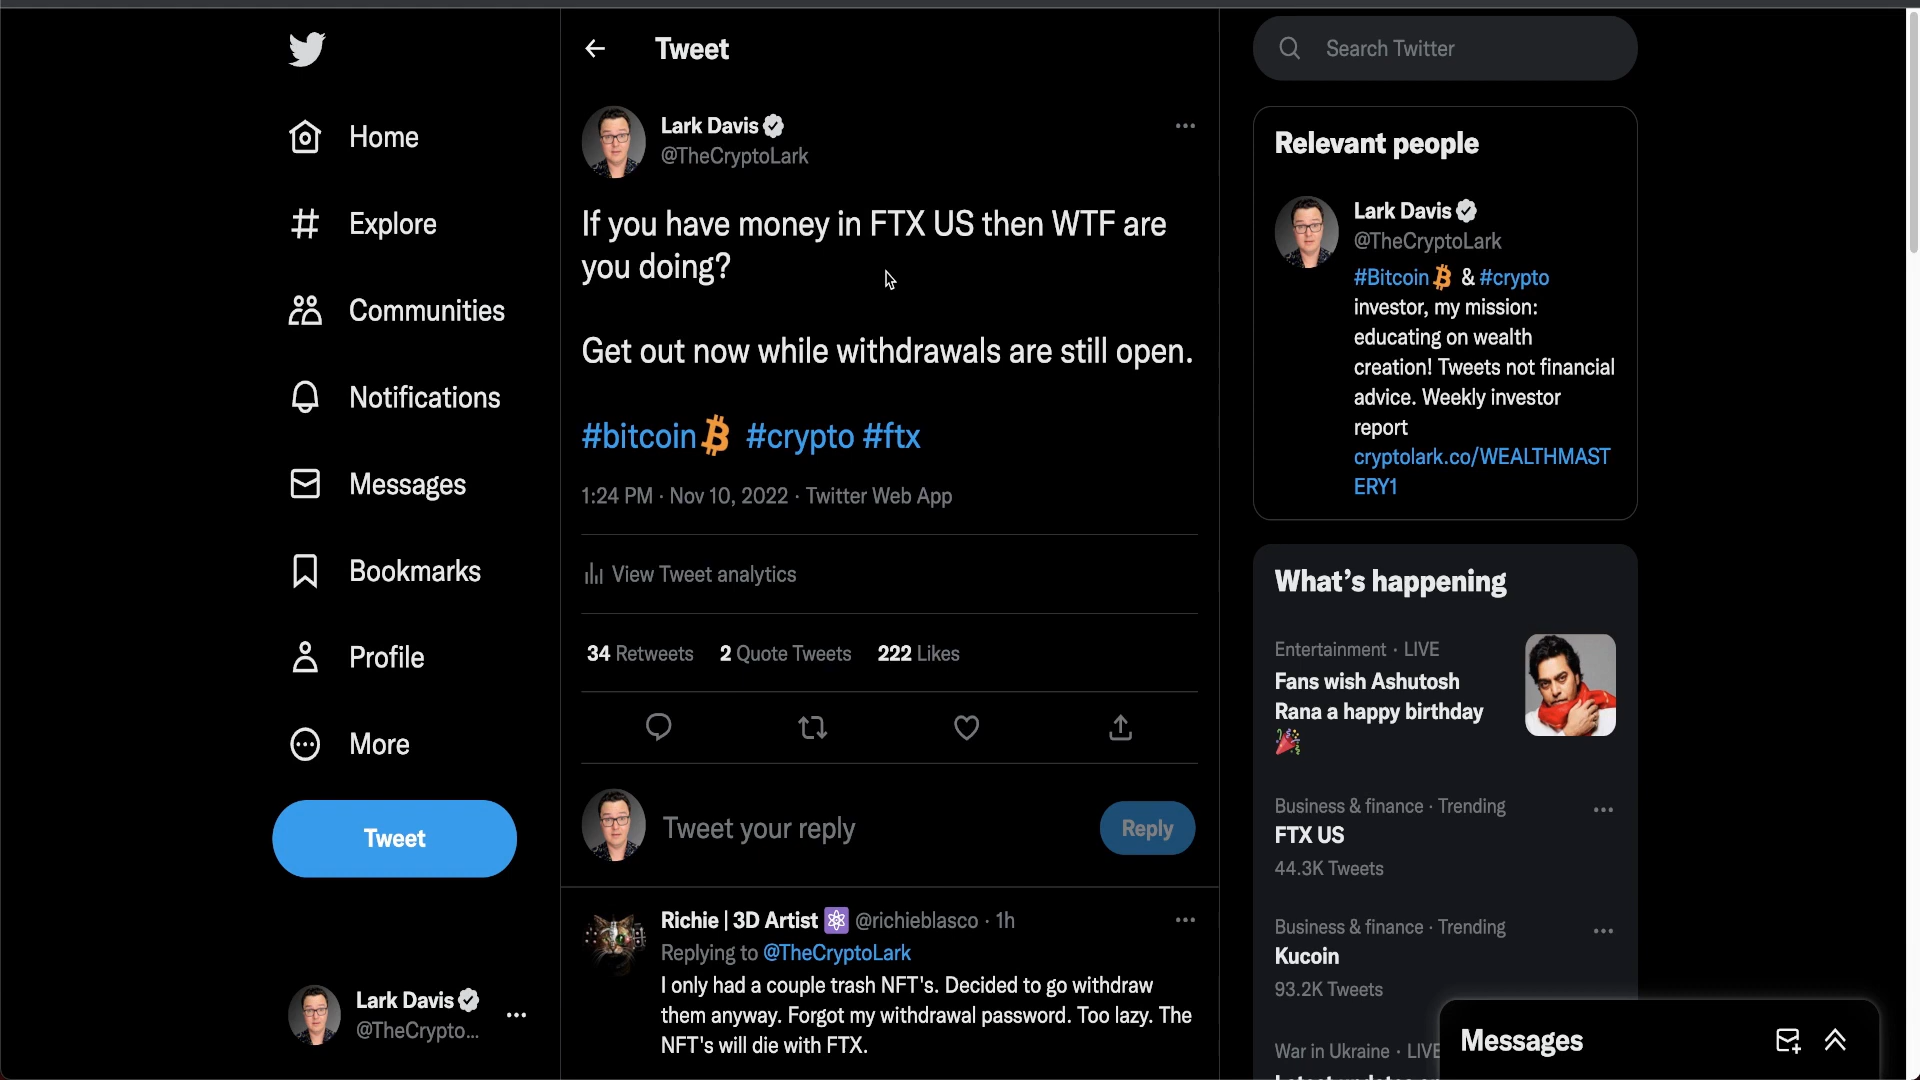 Home
Explore
Communities
Notifications
Messages
Bookmarks
Profile
More
Tweet
Lark Davis
@TheCrypto...
Tweet
Lark Davis
@TheCryptoLark
If you have money in FTX US then WTF are
you doing?
Get out now while withdrawals are still open.
#bitcoin #crypto #ftx
1:24 PM · Nov 10, 2022 · Twitter Web App
View Tweet analytics
34 Retweets 2 Quote Tweets 222 Likes
Tweet your reply
Reply
Richie | 3D Artist @richieblasco · 1h
Replying to @TheCryptoLark
I only had a couple trash NFT's. Decided to go withdraw
them anyway. Forgot my withdrawal password. Too lazy. The
NFT's will die with FTX.
Search Twitter
Relevant people
Lark Davis
@TheCryptoLark
#Bitcoin & #crypto
investor, my mission:
educating on wealth
creation! Tweets not financial
advice. Weekly investor
report
cryptolark.co/WEALTHMAST
ERY1
What's happening
Entertainment · LIVE
Fans wish Ashutosh
Rana a happy birthday
Business & finance · Trending
FTX US
44.3K Tweets
Business & finance · Trending
Kucoin
93.2K Tweets
War in Ukraine · LIVE
Messages